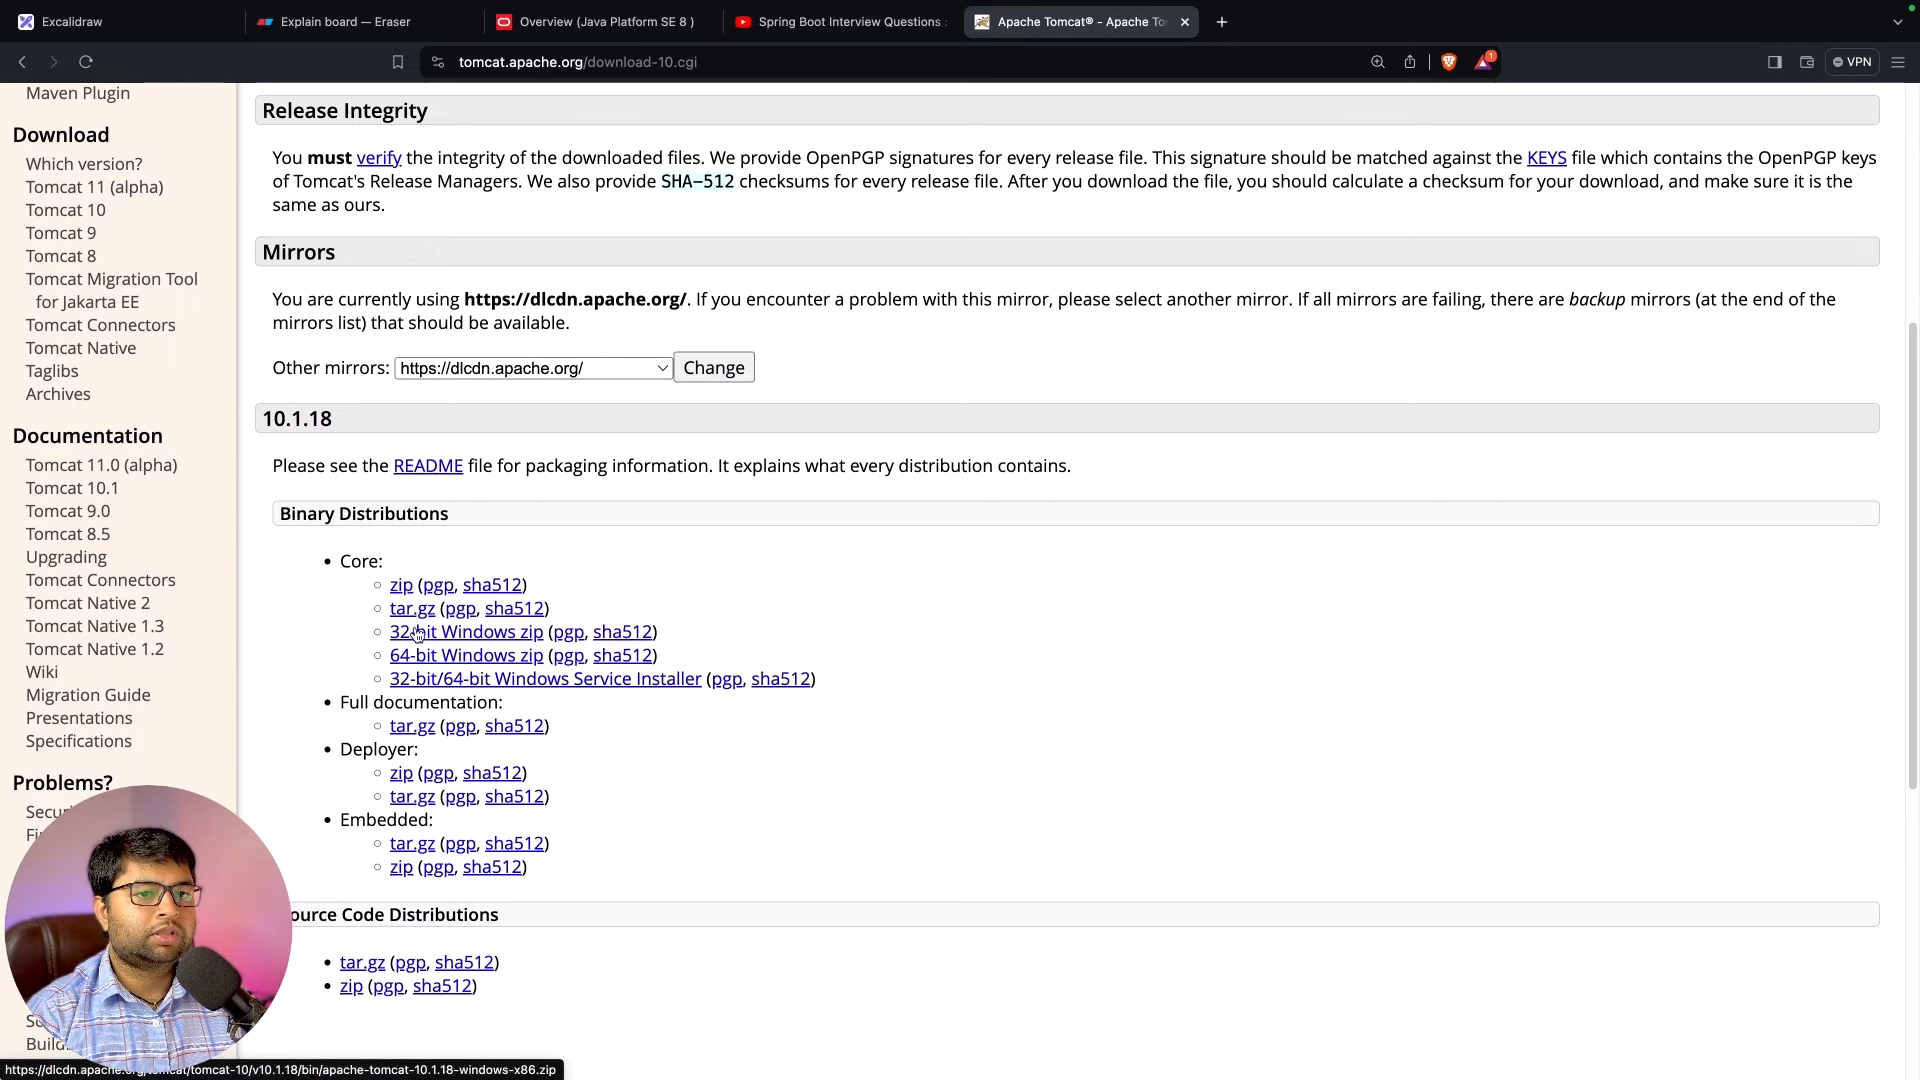 Excalidraw
Explain board — Eraser
Overview (Java Platform SE 8 )
Spring Boot Interview Questions :
Apache Tomcat® - Apache To
tomcat.apache.org/download-10.cgi
1
VPN
Maven Plugin
Download
Which version?
Tomcat 11 (alpha)
Tomcat 10
Tomcat 9
Tomcat 8
Tomcat Migration Tool
for Jakarta EE
Tomcat Connectors
Tomcat Native
Taglibs
Archives
Documentation
Tomcat 11.0 (alpha)
Tomcat 10.1
Tomcat 9.0
Tomcat 8.5
Upgrading
Tomcat Connectors
Tomcat Native 2
Tomcat Native 1.3
Tomcat Native 1.2
Wiki
Migration Guide
Presentations
Specifications
Problems?
Release Integrity
You must verify the integrity of the downloaded files. We provide OpenPGP signatures for every release file. This signature should be matched against the KEYS file which contains the OpenPGP keys
of Tomcat's Release Managers. We also provide SHA-512 checksums for every release file. After you download the file, you should calculate a checksum for your download, and make sure it is the
same as ours.
Mirrors
You are currently using https://dlcdn.apache.org/. If you encounter a problem with this mirror, please select another mirror. If all mirrors are failing, there are backup mirrors (at the end of the
mirrors list) that should be available.
Other mirrors: https://dlcdn.apache.org/ Change
10.1.18
Please see the README file for packaging information. It explains what every distribution contains.
Binary Distributions
• Core:
zip (pgp, sha512)
tar.gz (pgp, sha512)
32-bit Windows zip (pgp, sha512)
64-bit Windows zip (pgp, sha512)
32-bit/64-bit Windows Service Installer (pgp, sha512)
• Full documentation:
tar.gz (pgp, sha512)
• Deployer:
zip (pgp, sha512)
tar.gz (pgp, sha512)
• Embedded:
tar.gz (pgp, sha512)
zip (pgp, sha512)
ource Code Distributions
• tar.gz (pgp, sha512)
• zip (pgp, sha512)